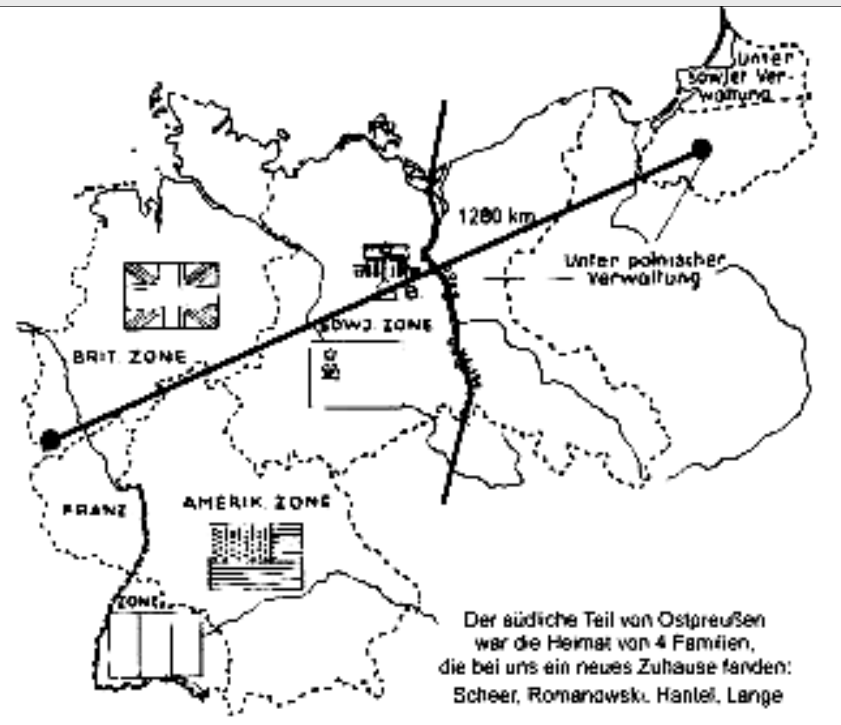 Unter
sowjet Ver-
waltung
1280 km
Unter polnischer
Verwaltung
SOWJ. ZONE
BRIT. ZONE
FRANZ
AMERIK. ZONE
ZONE
Der südliche Teil von Ostpreußen
war die Heimat von 4 Familien,
die bei uns ein neues Zuhause fanden:
Scheer, Romanowski, Hantel, Lange